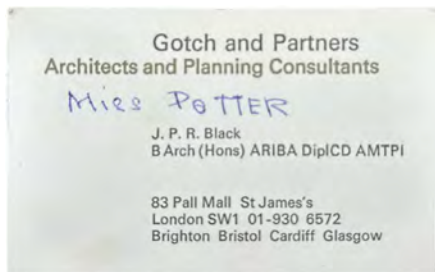 Gotch and Partners
Architects and Planning Consultants
Miss POTTER
J. P. R. Black
B Arch (Hons) ARIBA DiplCD AMTPI
83 Pall Mall St James's
London SW1 01-930 6572
Brighton Bristol Cardiff Glasgow